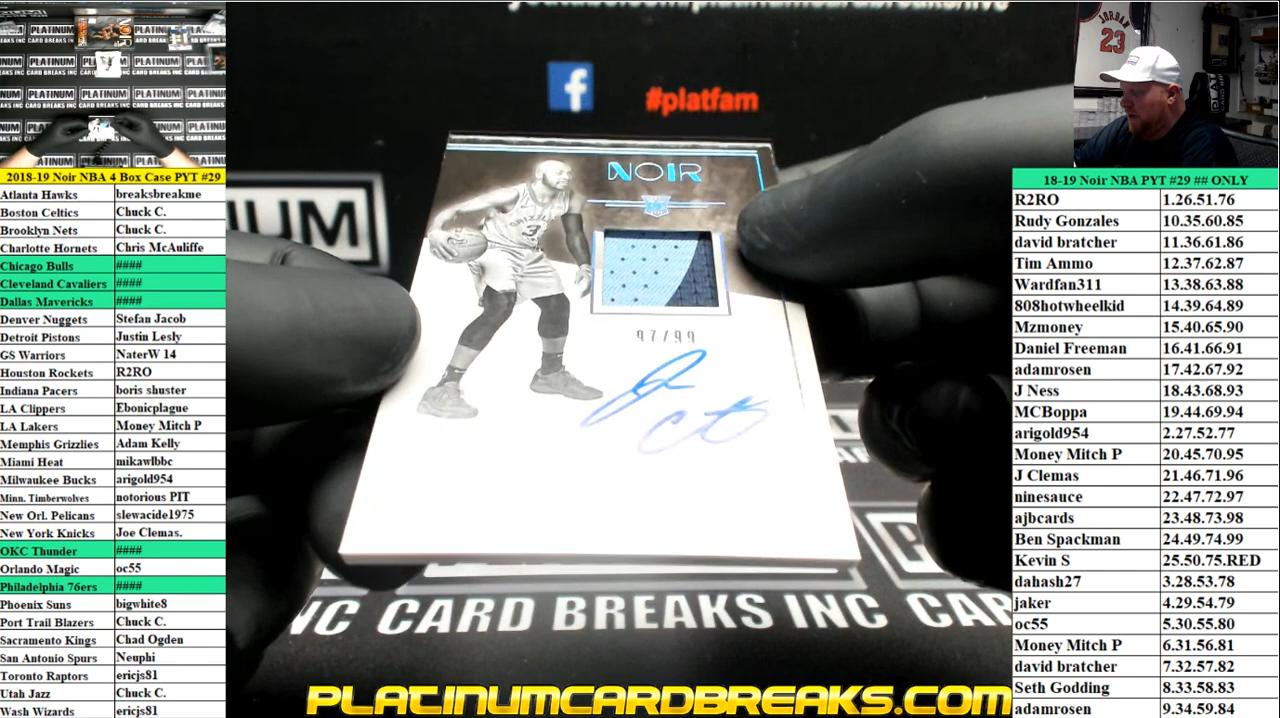 #platfam
JORDAN
23
NOIR
GRIZZLIES
3
97/99
2018-19 Noir NBA 4 Box Case PYT #29
Atlanta Hawks breaksbreakme
Boston Celtics Chuck C.
Brooklyn Nets Chuck C.
Charlotte Hornets Chris McAuliffe
Chicago Bulls ####
Cleveland Cavaliers ####
Dallas Mavericks ####
Denver Nuggets Stefan Jacob
Detroit Pistons Justin Lesly
GS Warriors NaterW 14
Houston Rockets R2RO
Indiana Pacers boris shuster
LA Clippers Ebonicplague
LA Lakers Money Mitch P
Memphis Grizzlies Adam Kelly
Miami Heat mikawlbbc
Milwaukee Bucks arigold954
Minn. Timberwolves notorious PIT
New Orl. Pelicans slewacide1975
New York Knicks Joe Clemas.
OKC Thunder ####
Orlando Magic oc55
Philadelphia 76ers ####
Phoenix Suns bigwhite8
Port Trail Blazers Chuck C.
Sacramento Kings Chad Ogden
San Antonio Spurs Neuphi
Toronto Raptors ericjs81
Utah Jazz Chuck C.
Wash Wizards ericjs81
18-19 Noir NBA PYT #29 ## ONLY
R2RO 1.26.51.76
Rudy Gonzales 10.35.60.85
david bratcher 11.36.61.86
Tim Ammo 12.37.62.87
Wardfan311 13.38.63.88
808hotwheelkid 14.39.64.89
Mzmoney 15.40.65.90
Daniel Freeman 16.41.66.91
adamrosen 17.42.67.92
J Ness 18.43.68.93
MCBoppa 19.44.69.94
arigold954 2.27.52.77
Money Mitch P 20.45.70.95
J Clemas 21.46.71.96
ninesauce 22.47.72.97
ajbcards 23.48.73.98
Ben Spackman 24.49.74.99
Kevin S 25.50.75.RED
dahash27 3.28.53.78
jaker 4.29.54.79
oc55 5.30.55.80
Money Mitch P 6.31.56.81
david bratcher 7.32.57.82
Seth Godding 8.33.58.83
adamrosen 9.34.59.84
INC CARD BREAKS INC CAR
PLATINUMCARDBREAKS.COM